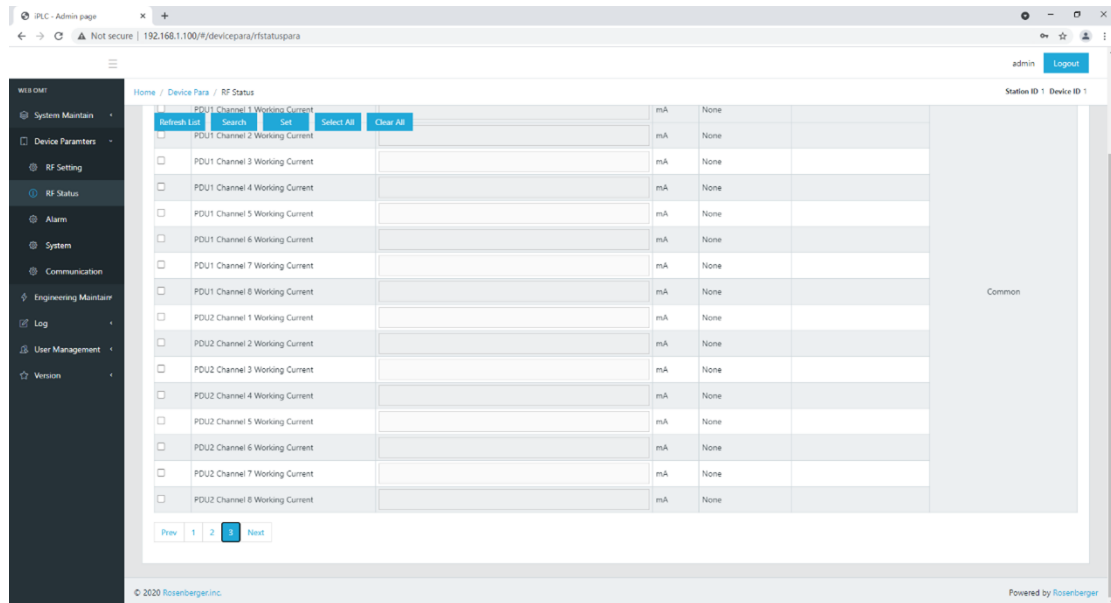 iPLC - Admin page
Not secure | 192.168.1.100/#/devicepara/rfstatuspara
admin Logout
WEB OMT
Home / Device Para / RF Status
Station ID 1 Device ID 1
System Maintain
Device Paramters
RF Setting
RF Status
Alarm
System
Communication
Engineering Maintain
Log
User Management
Version
Refresh List Search Set Select All Clear All
PDU1 Channel 1 Working Current mA None
PDU1 Channel 2 Working Current mA None
PDU1 Channel 3 Working Current mA None
PDU1 Channel 4 Working Current mA None
PDU1 Channel 5 Working Current mA None
PDU1 Channel 6 Working Current mA None
PDU1 Channel 7 Working Current mA None
PDU1 Channel 8 Working Current mA None Common
PDU2 Channel 1 Working Current mA None
PDU2 Channel 2 Working Current mA None
PDU2 Channel 3 Working Current mA None
PDU2 Channel 4 Working Current mA None
PDU2 Channel 5 Working Current mA None
PDU2 Channel 6 Working Current mA None
PDU2 Channel 7 Working Current mA None
PDU2 Channel 8 Working Current mA None
Prev 1 2 3 Next
© 2020 Rosenberger.inc.
Powered by Rosenberger